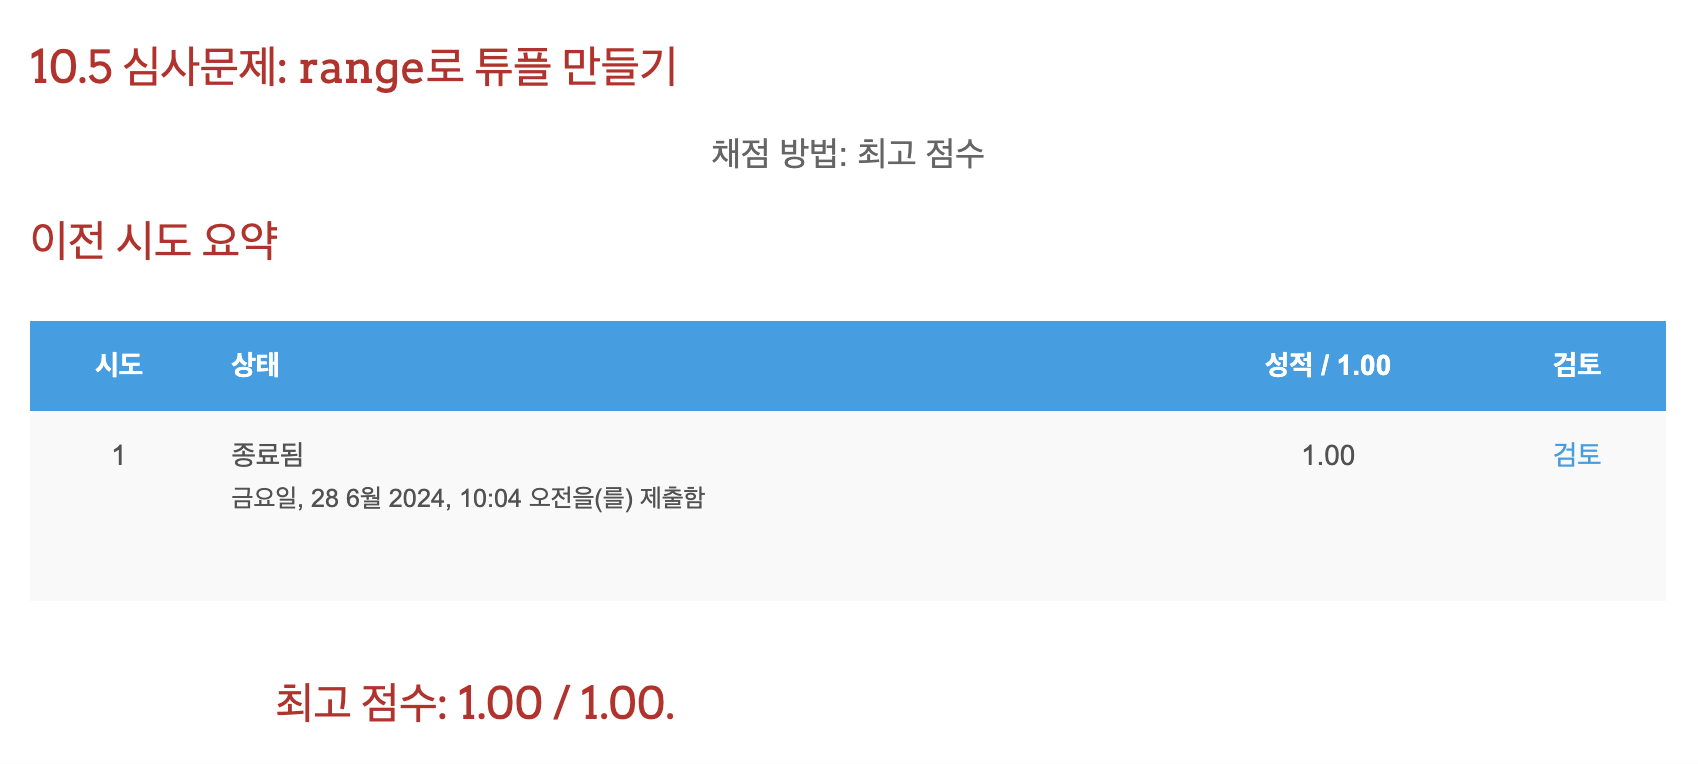 10.5 심사문제: range로 튜플 만들기
채점 방법: 최고 점수
이전 시도 요약
시도 상태 성적 / 1.00 검토
1 종료됨 1.00 검토
금요일, 28 6월 2024, 10:04 오전을(를) 제출함
최고 점수: 1.00 / 1.00.